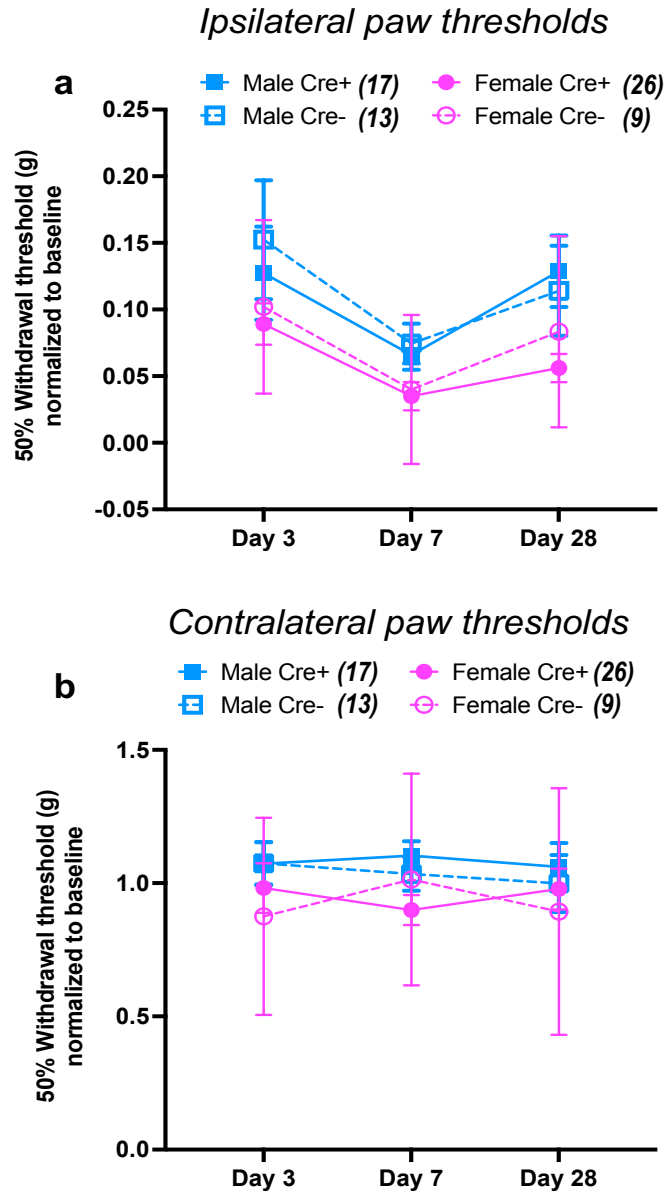 Ipsilateral paw thresholds
a
Male Cre+ (17) Female Cre+ (26)
Male Cre- (13) Female Cre- (9)
50% Withdrawal threshold (g)
normalized to baseline
0.25
0.20
0.15
0.10
0.05
0.00
-0.05
Day 3 Day 7 Day 28
Contralateral paw thresholds
b
Male Cre+ (17) Female Cre+ (26)
Male Cre- (13) Female Cre- (9)
50% Withdrawal threshold (g)
normalized to baseline
1.5
1.0
0.5
0.0
Day 3 Day 7 Day 28